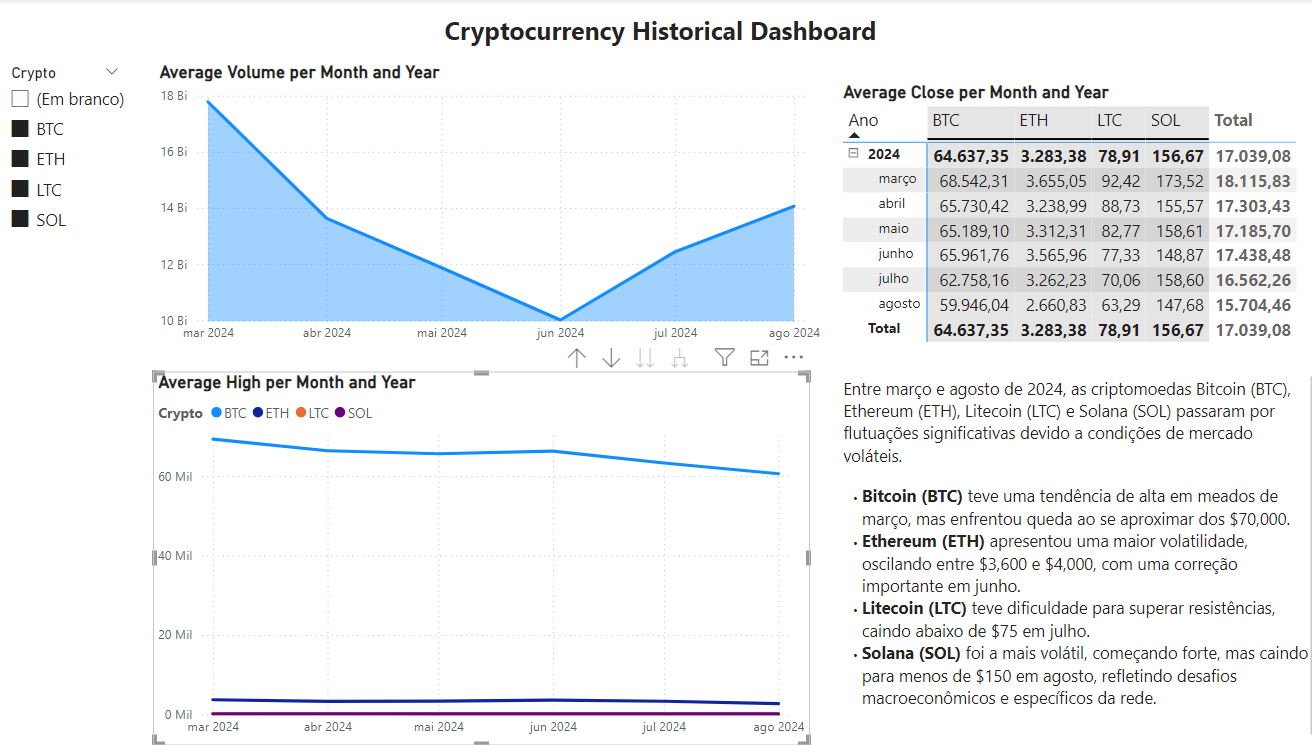 Cryptocurrency Historical Dashboard
Crypto
(Em branco)
BTC
ETH
LTC
SOL
Average Volume per Month and Year
18 Bi
16 Bi
14 Bi
12 Bi
10 Bi
mar 2024 abr 2024 mai 2024 jun 2024 jul 2024 ago 2024
Average Close per Month and Year
Ano BTC ETH LTC SOL Total
2024 64.637,35 3.283,38 78,91 156,67 17.039,08
março 68.542,31 3.655,05 92,42 173,52 18.115,83
abril 65.730,42 3.238,99 88,73 155,57 17.303,43
maio 65.189,10 3.312,31 82,77 158,61 17.185,70
junho 65.961,76 3.565,96 77,33 148,87 17.438,48
julho 62.758,16 3.262,23 70,06 158,60 16.562,26
agosto 59.946,04 2.660,83 63,29 147,68 15.704,46
Total 64.637,35 3.283,38 78,91 156,67 17.039,08
Average High per Month and Year
Crypto BTC ETH LTC SOL
60 Mil
40 Mil
20 Mil
0 Mil
mar 2024 abr 2024 mai 2024 jun 2024 jul 2024 ago 2024
Entre março e agosto de 2024, as criptomoedas Bitcoin (BTC),
Ethereum (ETH), Litecoin (LTC) e Solana (SOL) passaram por
flutuações significativas devido a condições de mercado
voláteis.
• Bitcoin (BTC) teve uma tendência de alta em meados de
março, mas enfrentou queda ao se aproximar dos $70,000.
• Ethereum (ETH) apresentou uma maior volatilidade,
oscilando entre $3,600 e $4,000, com uma correção
importante em junho.
• Litecoin (LTC) teve dificuldade para superar resistências,
caindo abaixo de $75 em julho.
• Solana (SOL) foi a mais volátil, começando forte, mas caindo
para menos de $150 em agosto, refletindo desafios
macroeconômicos e específicos da rede.